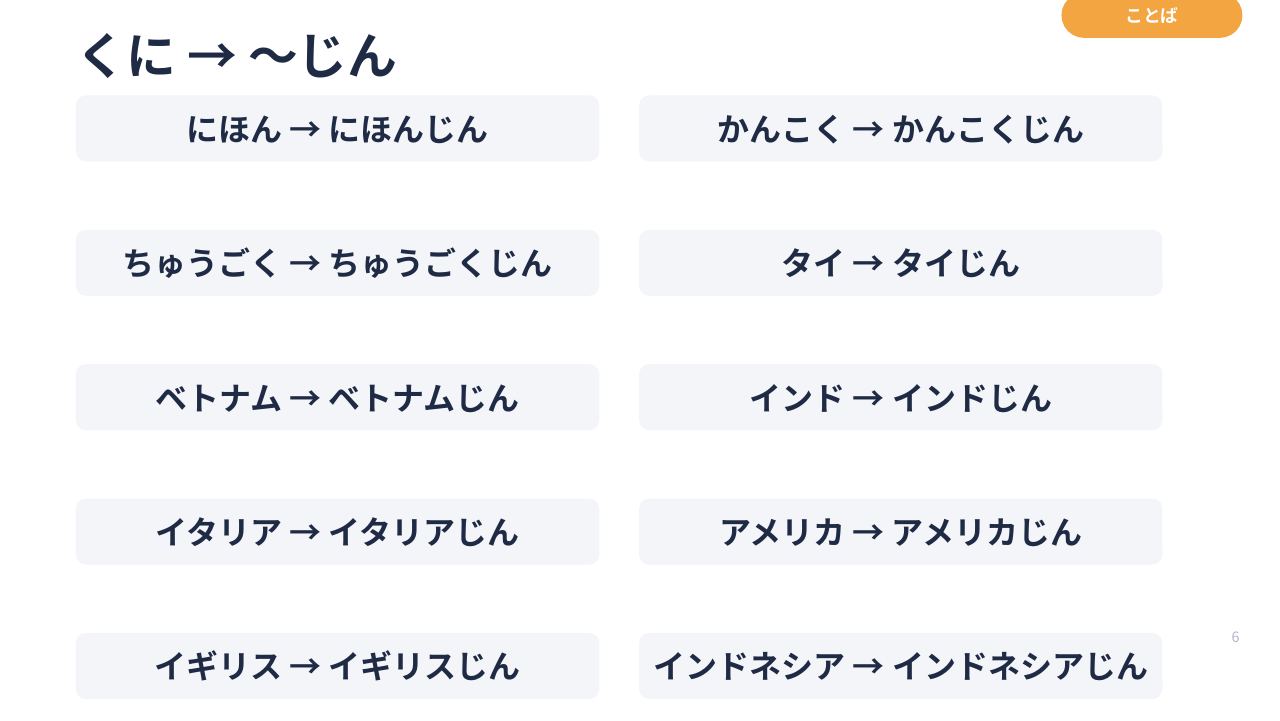 ことば
くに → 〜じん
にほん → にほんじん
かんこく → かんこくじん
ちゅうごく → ちゅうごくじん
タイ → タイじん
ベトナム → ベトナムじん
インド → インドじん
イタリア → イタリアじん
アメリカ → アメリカじん
イギリス → イギリスじん
インドネシア → インドネシアじん
6